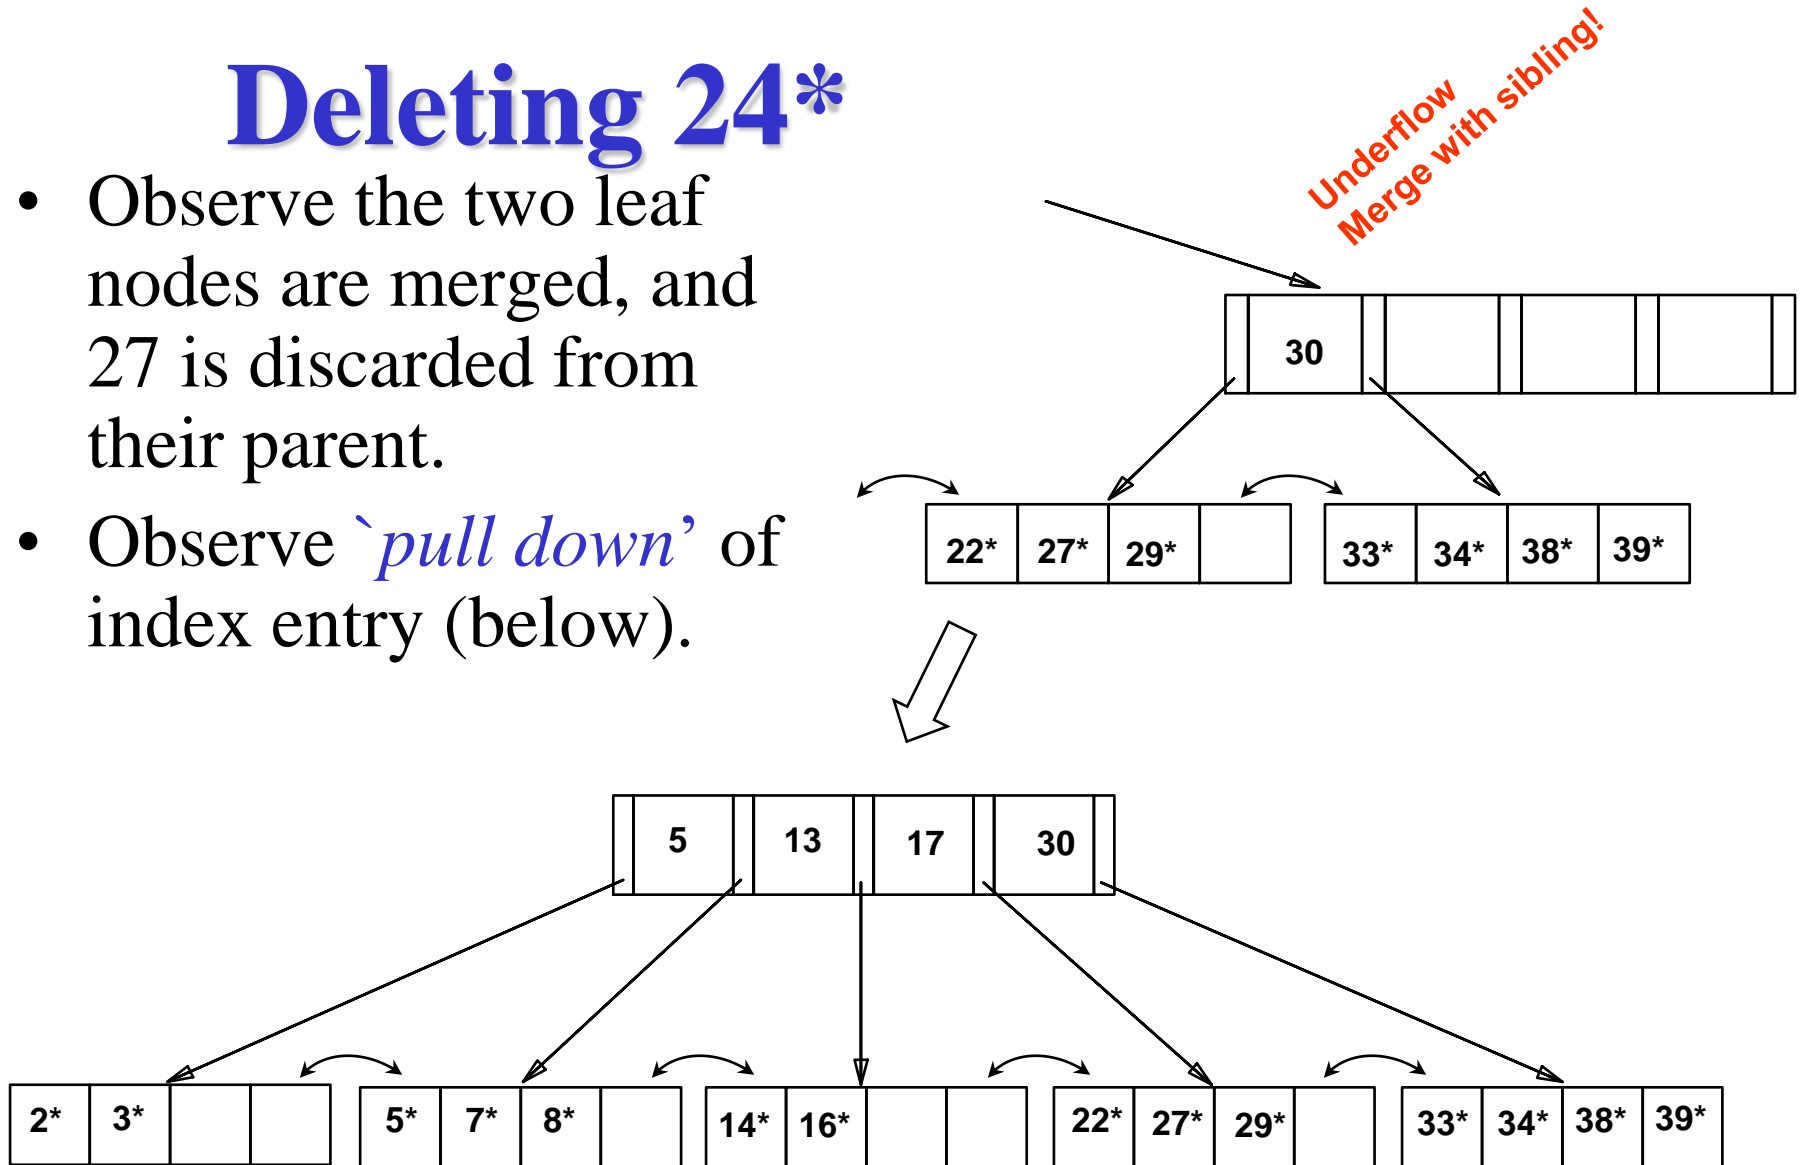 Deleting 24*
Underflow
Merge with sibling!
• Observe the two leaf
nodes are merged, and
27 is discarded from
their parent.
• Observe `pull down’ of
index entry (below).
30
22* 27* 29*
33* 34* 38* 39*
5 13 17 30
2* 3*
5* 7* 8*
14* 16*
22* 27* 29*
33* 34* 38* 39*